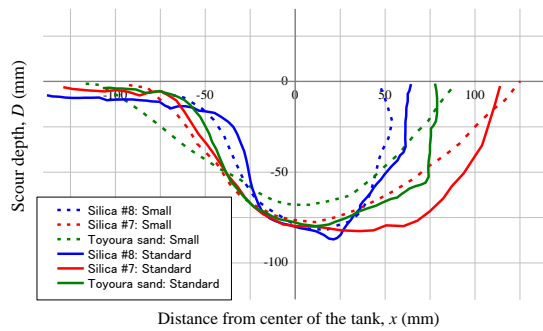 0
-100
-50
0
50
100
-50
-100
Scour depth, D (mm)
Silica #8: Small
Silica #7: Small
Toyoura sand: Small
Silica #8: Standard
Silica #7: Standard
Toyoura sand: Standard
Distance from center of the tank, x (mm)